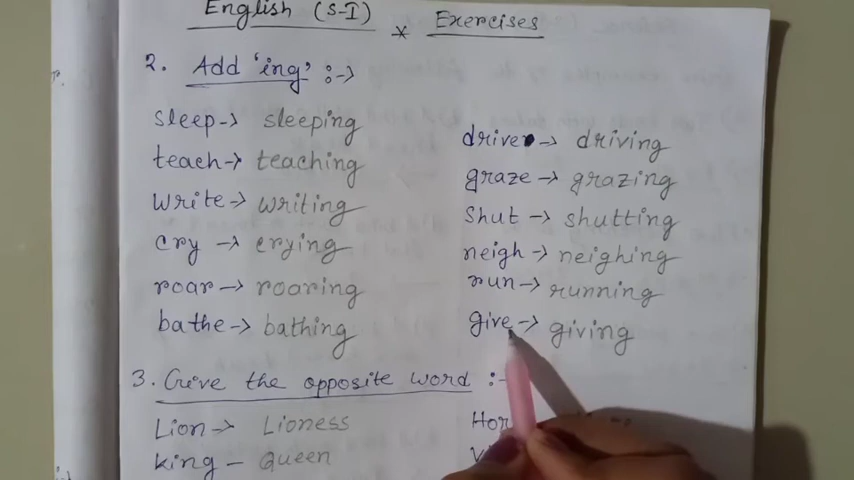 English (S-I)
* Exercises
2. Add 'ing' :->
sleep -> sleeping
teach -> teaching
write -> writing
cry -> crying
roar -> roaring
bathe -> bathing
drive -> driving
graze -> grazing
shut -> shutting
neigh -> neighing
run -> running
give -> giving
3. Give the opposite word :-
Lion -> Lioness
King - Queen